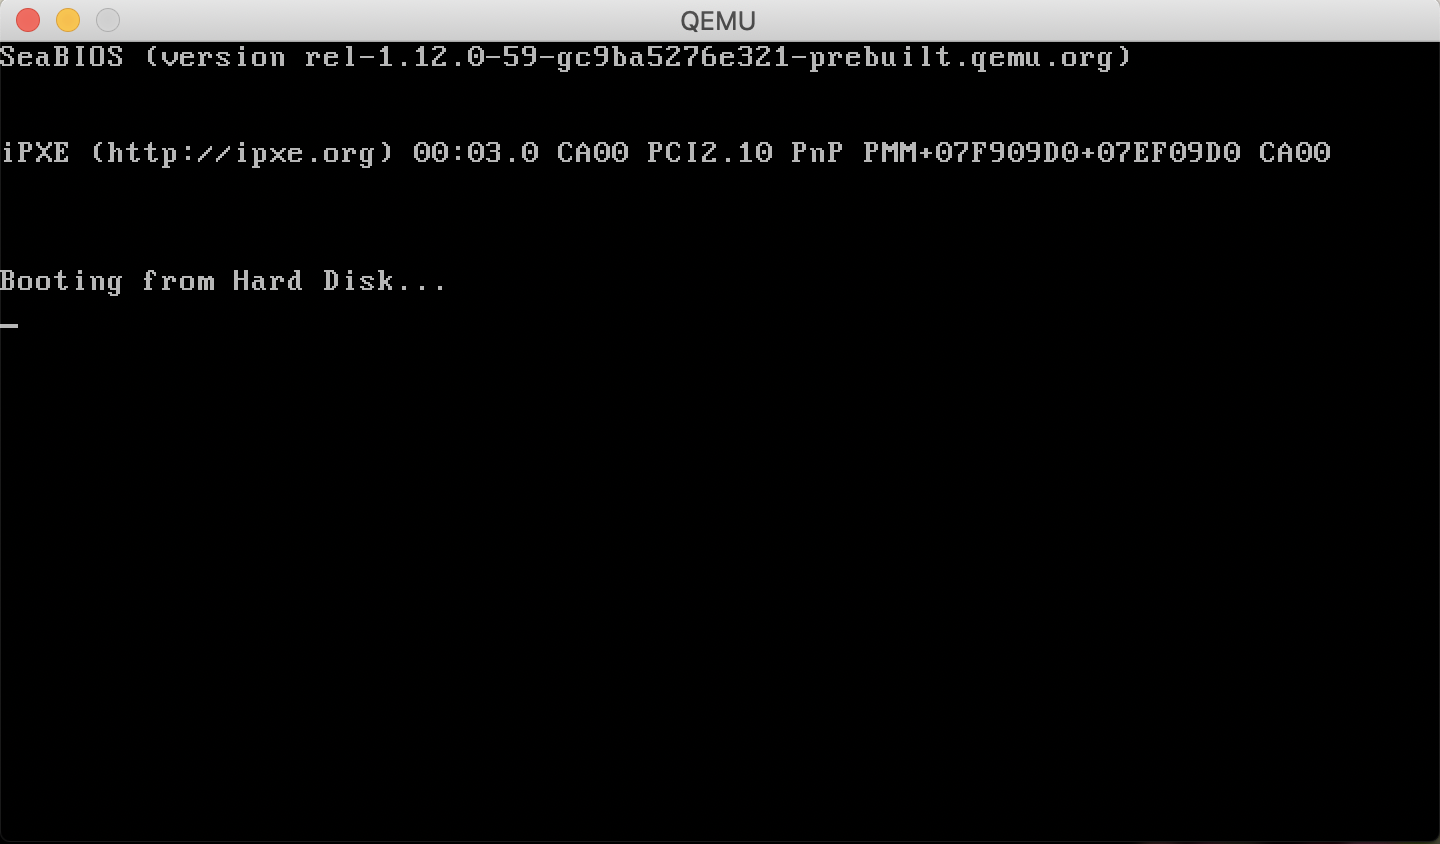 QEMU
SeaBIOS (version rel-1.12.0-59-gc9ba5276e321-prebuilt.qemu.org)
iPXE (http://ipxe.org) 00:03.0 CA00 PCI2.10 PnP PMM+07F909D0+07EF09D0 CA00
Booting from Hard Disk...